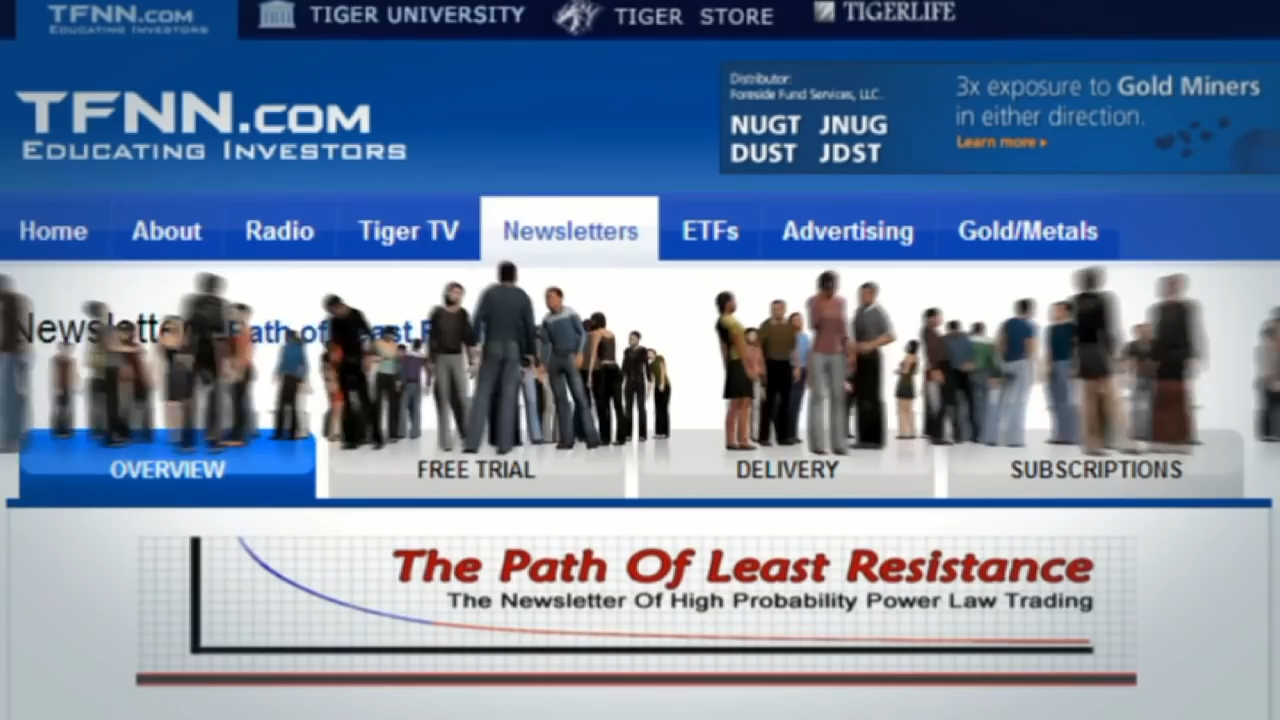 TFNN.com
Educating Investors
TIGER UNIVERSITY
TIGER STORE
TIGERLIFE
TFNN.com
Educating Investors
Distributor:
Foreside Fund Services, LLC.
NUGT JNUG
DUST JDST
3x exposure to Gold Miners
in either direction.
Learn more
Home About Radio Tiger TV Newsletters ETFs Advertising Gold/Metals
OVERVIEW FREE TRIAL DELIVERY SUBSCRIPTIONS
The Path Of Least Resistance
The Newsletter Of High Probability Power Law Trading